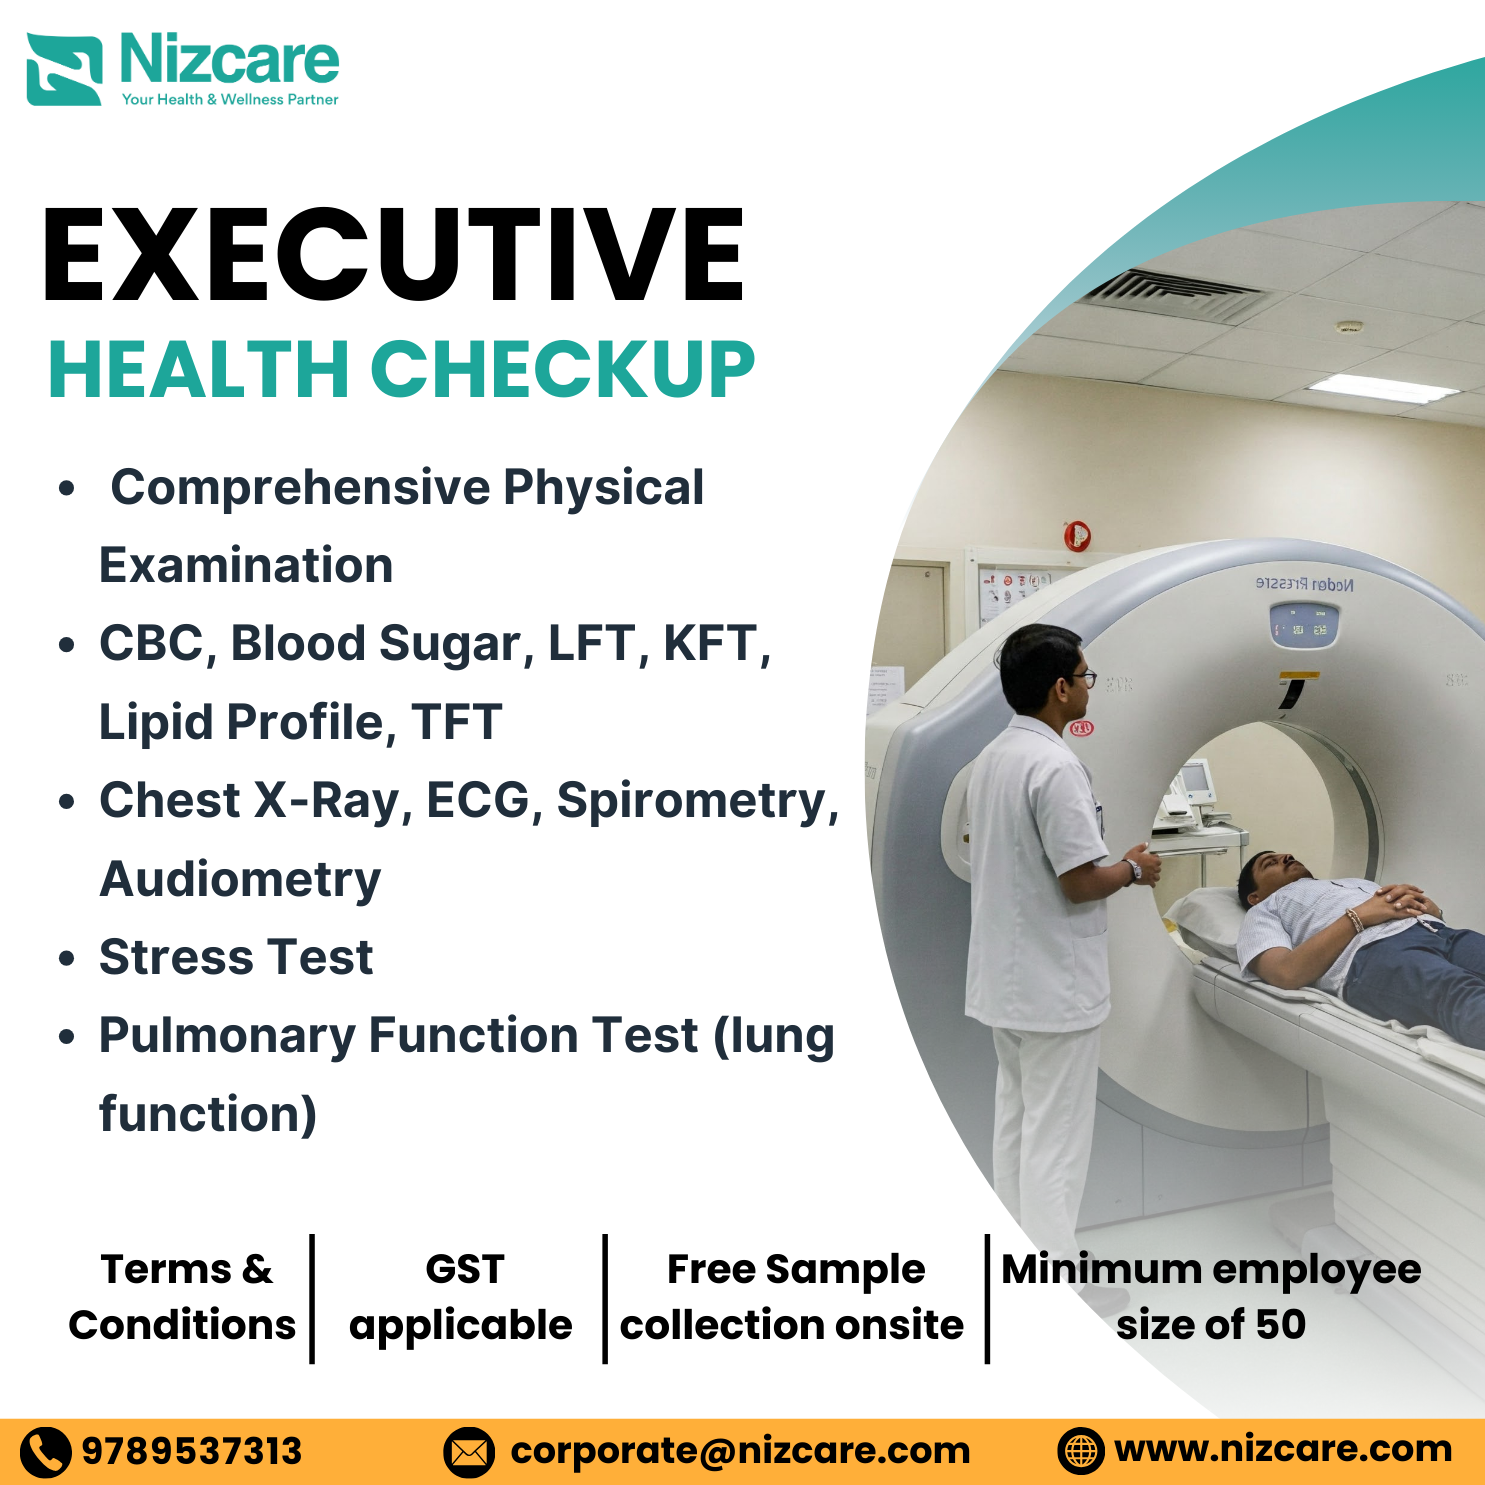 Nizcare
Your Health & Wellness Partner
EXECUTIVE
HEALTH CHECKUP
• Comprehensive Physical
Examination
• CBC, Blood Sugar, LFT, KFT,
Lipid Profile, TFT
• Chest X-Ray, ECG, Spirometry,
Audiometry
• Stress Test
• Pulmonary Function Test (lung
function)
Terms &
Conditions
GST
applicable
Free Sample
collection onsite
Minimum employee
size of 50
9789537313
corporate@nizcare.com
www.nizcare.com